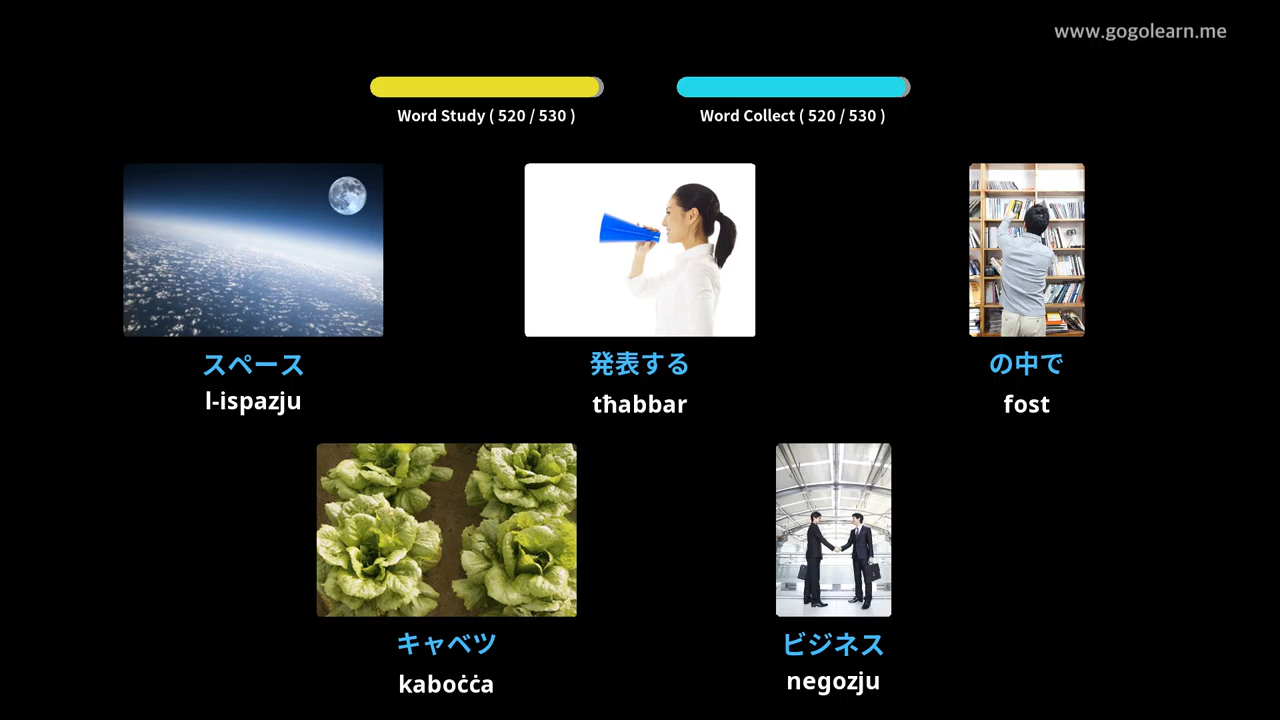 www.gogolearn.me
Word Study ( 520 / 530 )
Word Collect ( 520 / 530 )
スペース
l-ispazju
発表する
tħabbar
の中で
fost
キャベツ
kaboċċa
ビジネス
negozju